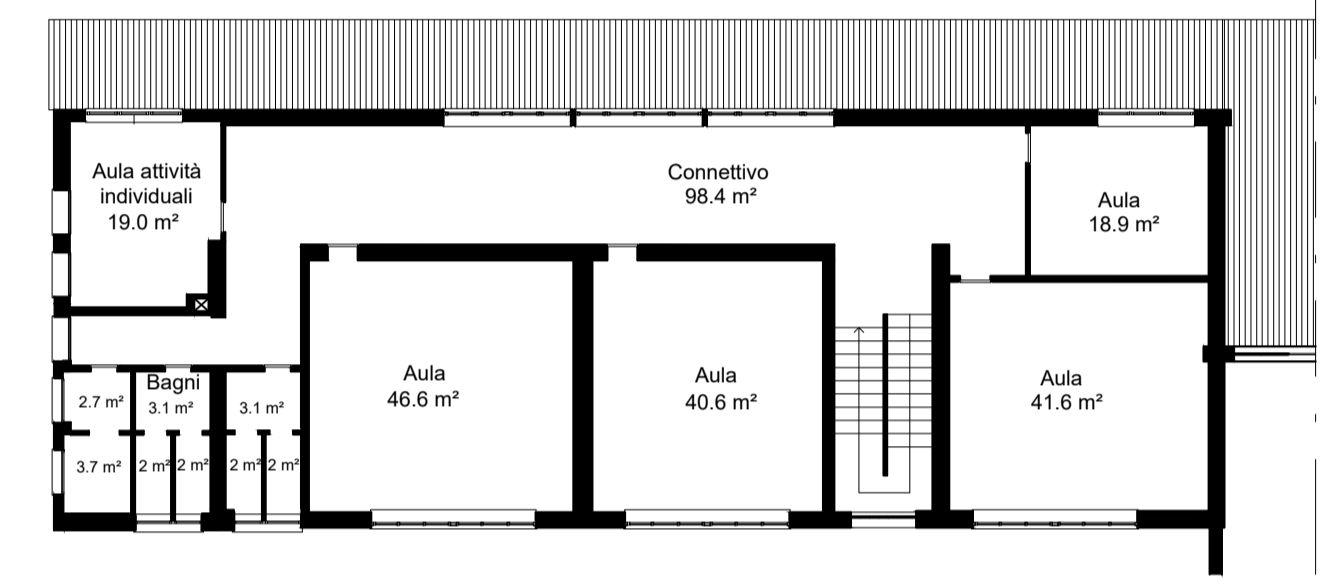 Aula attività
individuali
19.0 m²
Connettivo
98.4 m²
Aula
18.9 m²
Aula
46.6 m²
Aula
40.6 m²
Aula
41.6 m²
Bagni
2.7 m²
3.1 m²
3.1 m²
3.7 m²
2 m²
2 m²
2 m²
2 m²